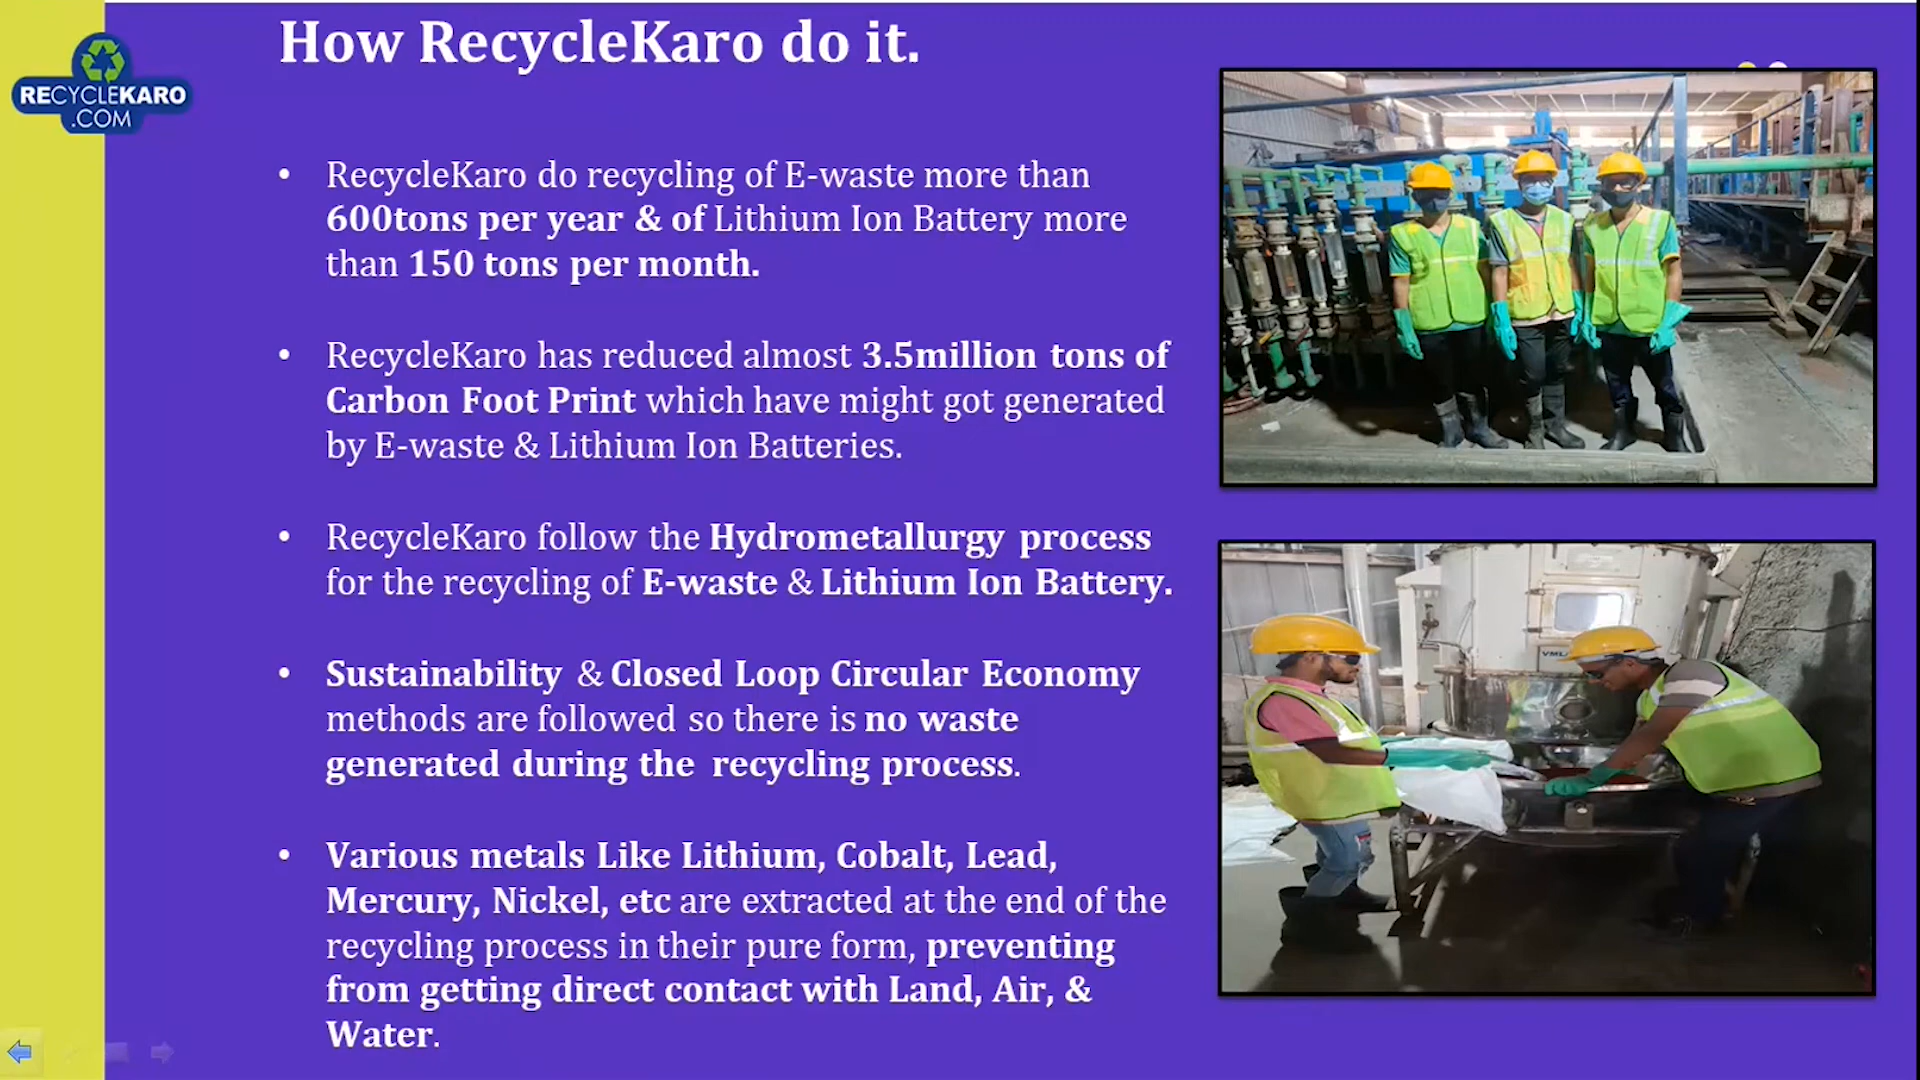 How RecycleKaro do it.
RECYCLEKARO
.COM
• RecycleKaro do recycling of E-waste more than
600tons per year & of Lithium Ion Battery more
than 150 tons per month.
• RecycleKaro has reduced almost 3.5million tons of
Carbon Foot Print which have might got generated
by E-waste & Lithium Ion Batteries.
• RecycleKaro follow the Hydrometallurgy process
for the recycling of E-waste & Lithium Ion Battery.
• Sustainability & Closed Loop Circular Economy
methods are followed so there is no waste
generated during the recycling process.
• Various metals Like Lithium, Cobalt, Lead,
Mercury, Nickel, etc are extracted at the end of the
recycling process in their pure form, preventing
from getting direct contact with Land, Air, &
Water.